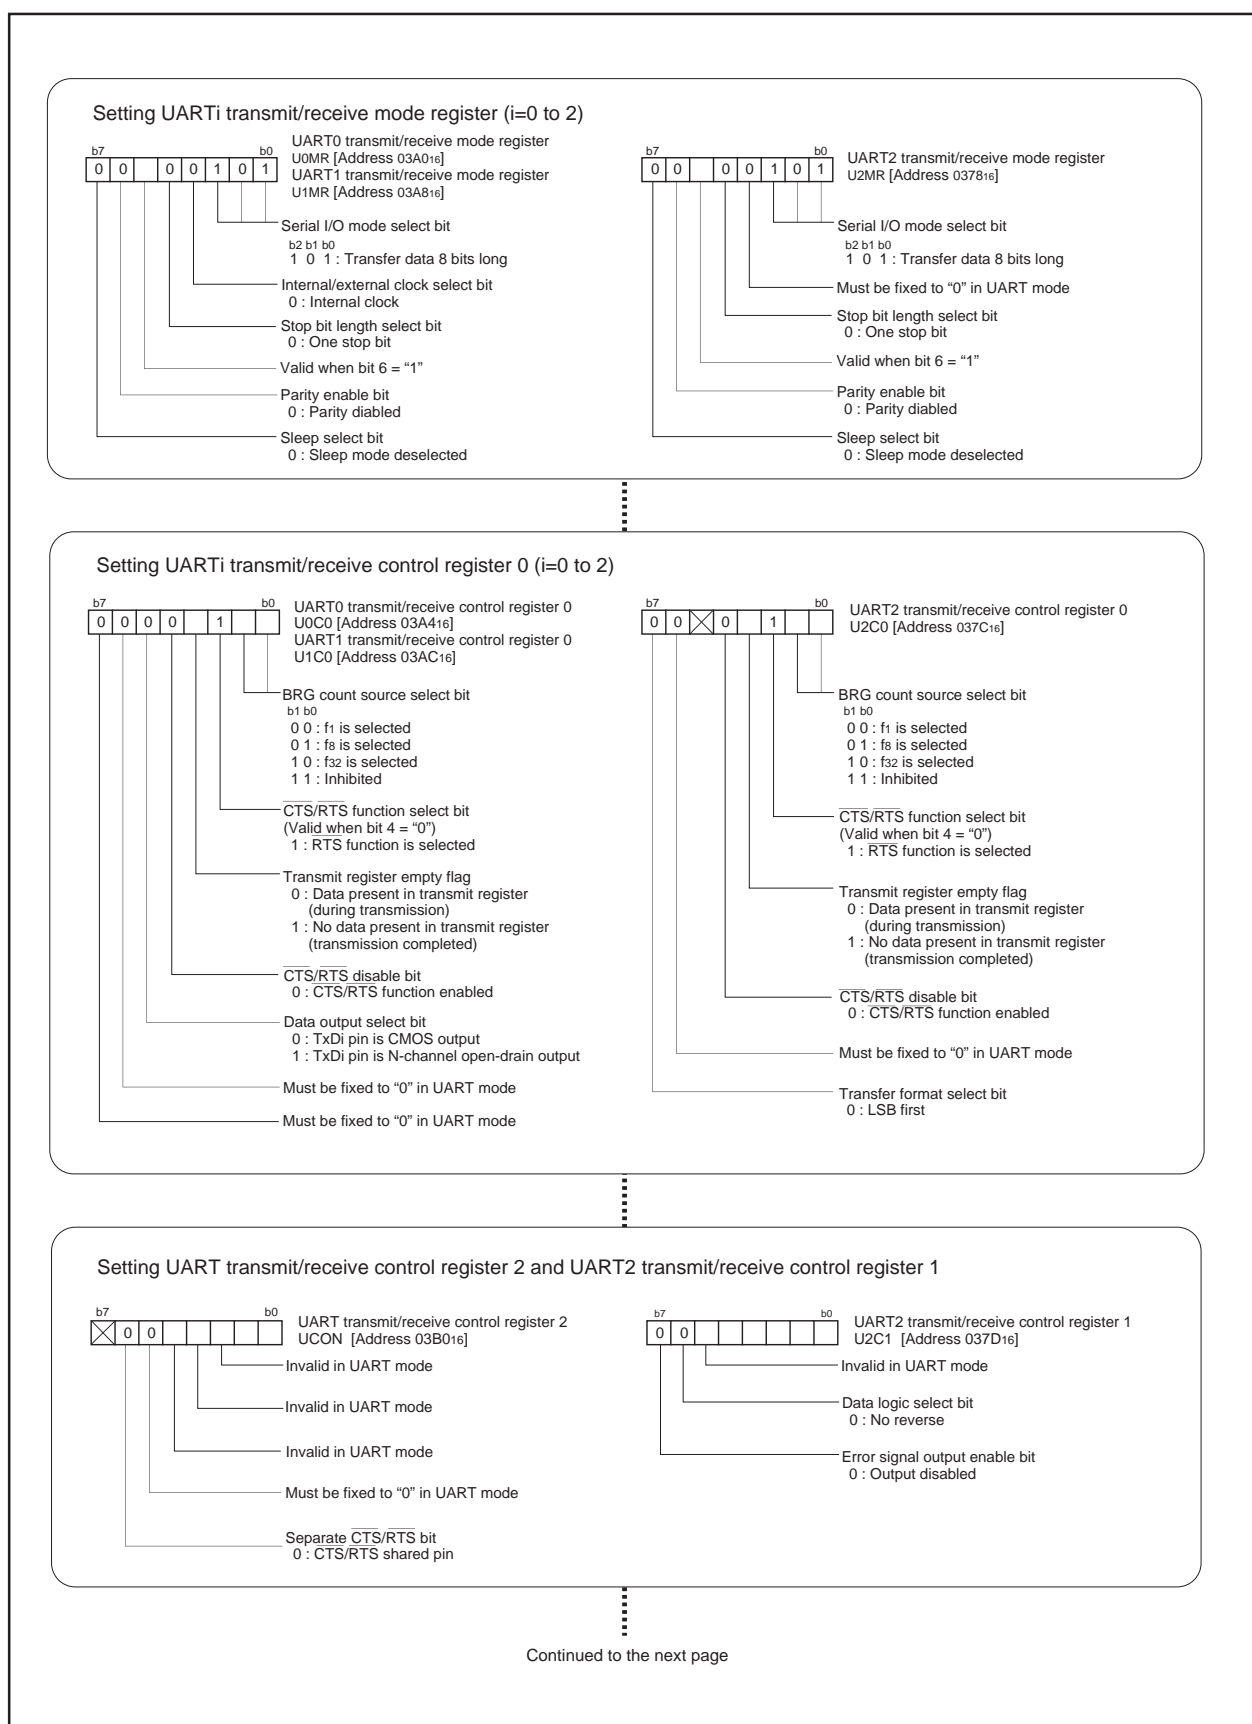 Setting UARTi transmit/receive mode register (i=0 to 2)
b7 b0
0 0 0 0 1 0 1
UART0 transmit/receive mode register
U0MR [Address 03A016]
UART1 transmit/receive mode register
U1MR [Address 03A816]
Serial I/O mode select bit
b2 b1 b0
1 0 1 : Transfer data 8 bits long
Internal/external clock select bit
0 : Internal clock
Stop bit length select bit
0 : One stop bit
Valid when bit 6 = “1”
Parity enable bit
0 : Parity diabled
Sleep select bit
0 : Sleep mode deselected
b7 b0
0 0 0 0 1 0 1
UART2 transmit/receive mode register
U2MR [Address 037816]
Serial I/O mode select bit
b2 b1 b0
1 0 1 : Transfer data 8 bits long
Must be fixed to “0” in UART mode
Stop bit length select bit
0 : One stop bit
Valid when bit 6 = “1”
Parity enable bit
0 : Parity diabled
Sleep select bit
0 : Sleep mode deselected
Setting UARTi transmit/receive control register 0 (i=0 to 2)
b7 b0
0 0 0 0 1
UART0 transmit/receive control register 0
U0C0 [Address 03A416]
UART1 transmit/receive control register 0
U1C0 [Address 03AC16]
BRG count source select bit
b1 b0
0 0 : f1 is selected
0 1 : f8 is selected
1 0 : f32 is selected
1 1 : Inhibited
CTS/RTS function select bit
(Valid when bit 4 = “0”)
1 : RTS function is selected
Transmit register empty flag
0 : Data present in transmit register
(during transmission)
1 : No data present in transmit register
(transmission completed)
CTS/RTS disable bit
0 : CTS/RTS function enabled
Data output select bit
0 : TxDi pin is CMOS output
1 : TxDi pin is N-channel open-drain output
Must be fixed to “0” in UART mode
Must be fixed to “0” in UART mode
b7 b0
0 0 0 1
UART2 transmit/receive control register 0
U2C0 [Address 037C16]
BRG count source select bit
b1 b0
0 0 : f1 is selected
0 1 : f8 is selected
1 0 : f32 is selected
1 1 : Inhibited
CTS/RTS function select bit
(Valid when bit 4 = “0”)
1 : RTS function is selected
Transmit register empty flag
0 : Data present in transmit register
(during transmission)
1 : No data present in transmit register
(transmission completed)
CTS/RTS disable bit
0 : CTS/RTS function enabled
Must be fixed to “0” in UART mode
Transfer format select bit
0 : LSB first
Setting UART transmit/receive control register 2 and UART2 transmit/receive control register 1
b7 b0
0 0
UART transmit/receive control register 2
UCON [Address 03B016]
Invalid in UART mode
Invalid in UART mode
Invalid in UART mode
Must be fixed to “0” in UART mode
Separate CTS/RTS bit
0 : CTS/RTS shared pin
b7 b0
0 0
UART2 transmit/receive control register 1
U2C1 [Address 037D16]
Invalid in UART mode
Data logic select bit
0 : No reverse
Error signal output enable bit
0 : Output disabled
Continued to the next page